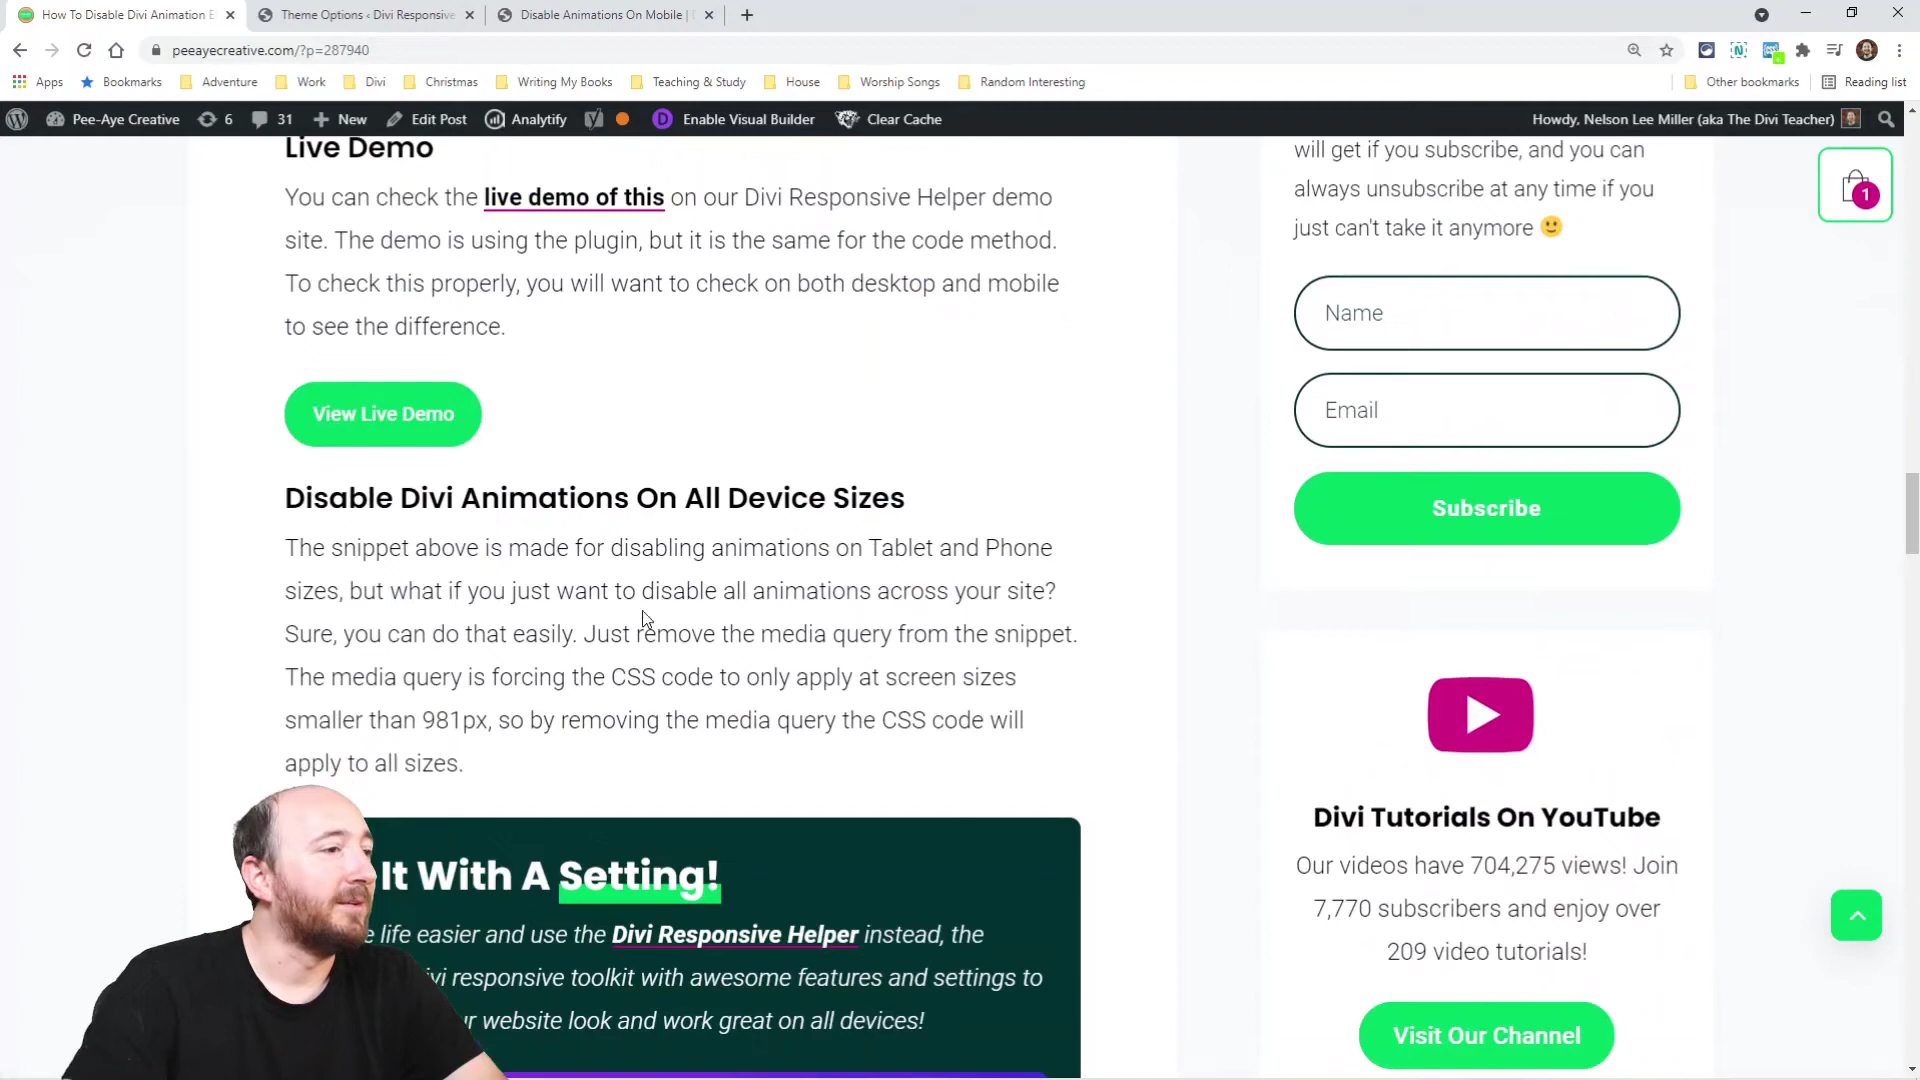 How To Disable Divi Animation E
Theme Options ‹ Divi Responsive
Disable Animations On Mobile |
peeayecreative.com/?p=287940
Apps
Bookmarks
Adventure
Work
Divi
Christmas
Writing My Books
Teaching & Study
House
Worship Songs
Random Interesting
Other bookmarks
Reading list
Pee-Aye Creative
6
31
New
Edit Post
Analytify
D
Enable Visual Builder
Clear Cache
Howdy, Nelson Lee Miller (aka The Divi Teacher)
Live Demo
You can check the live demo of this on our Divi Responsive Helper demo
site. The demo is using the plugin, but it is the same for the code method.
To check this properly, you will want to check on both desktop and mobile
to see the difference.
View Live Demo
Disable Divi Animations On All Device Sizes
The snippet above is made for disabling animations on Tablet and Phone
sizes, but what if you just want to disable all animations across your site?
Sure, you can do that easily. Just remove the media query from the snippet.
The media query is forcing the CSS code to only apply at screen sizes
smaller than 981px, so by removing the media query the CSS code will
apply to all sizes.
It With A Setting!
life easier and use the Divi Responsive Helper instead, the
responsive toolkit with awesome features and settings to
website look and work great on all devices!
will get if you subscribe, and you can
always unsubscribe at any time if you
just can't take it anymore 🙂
1
Name
Email
Subscribe
Divi Tutorials On YouTube
Our videos have 704,275 views! Join
7,770 subscribers and enjoy over
209 video tutorials!
Visit Our Channel